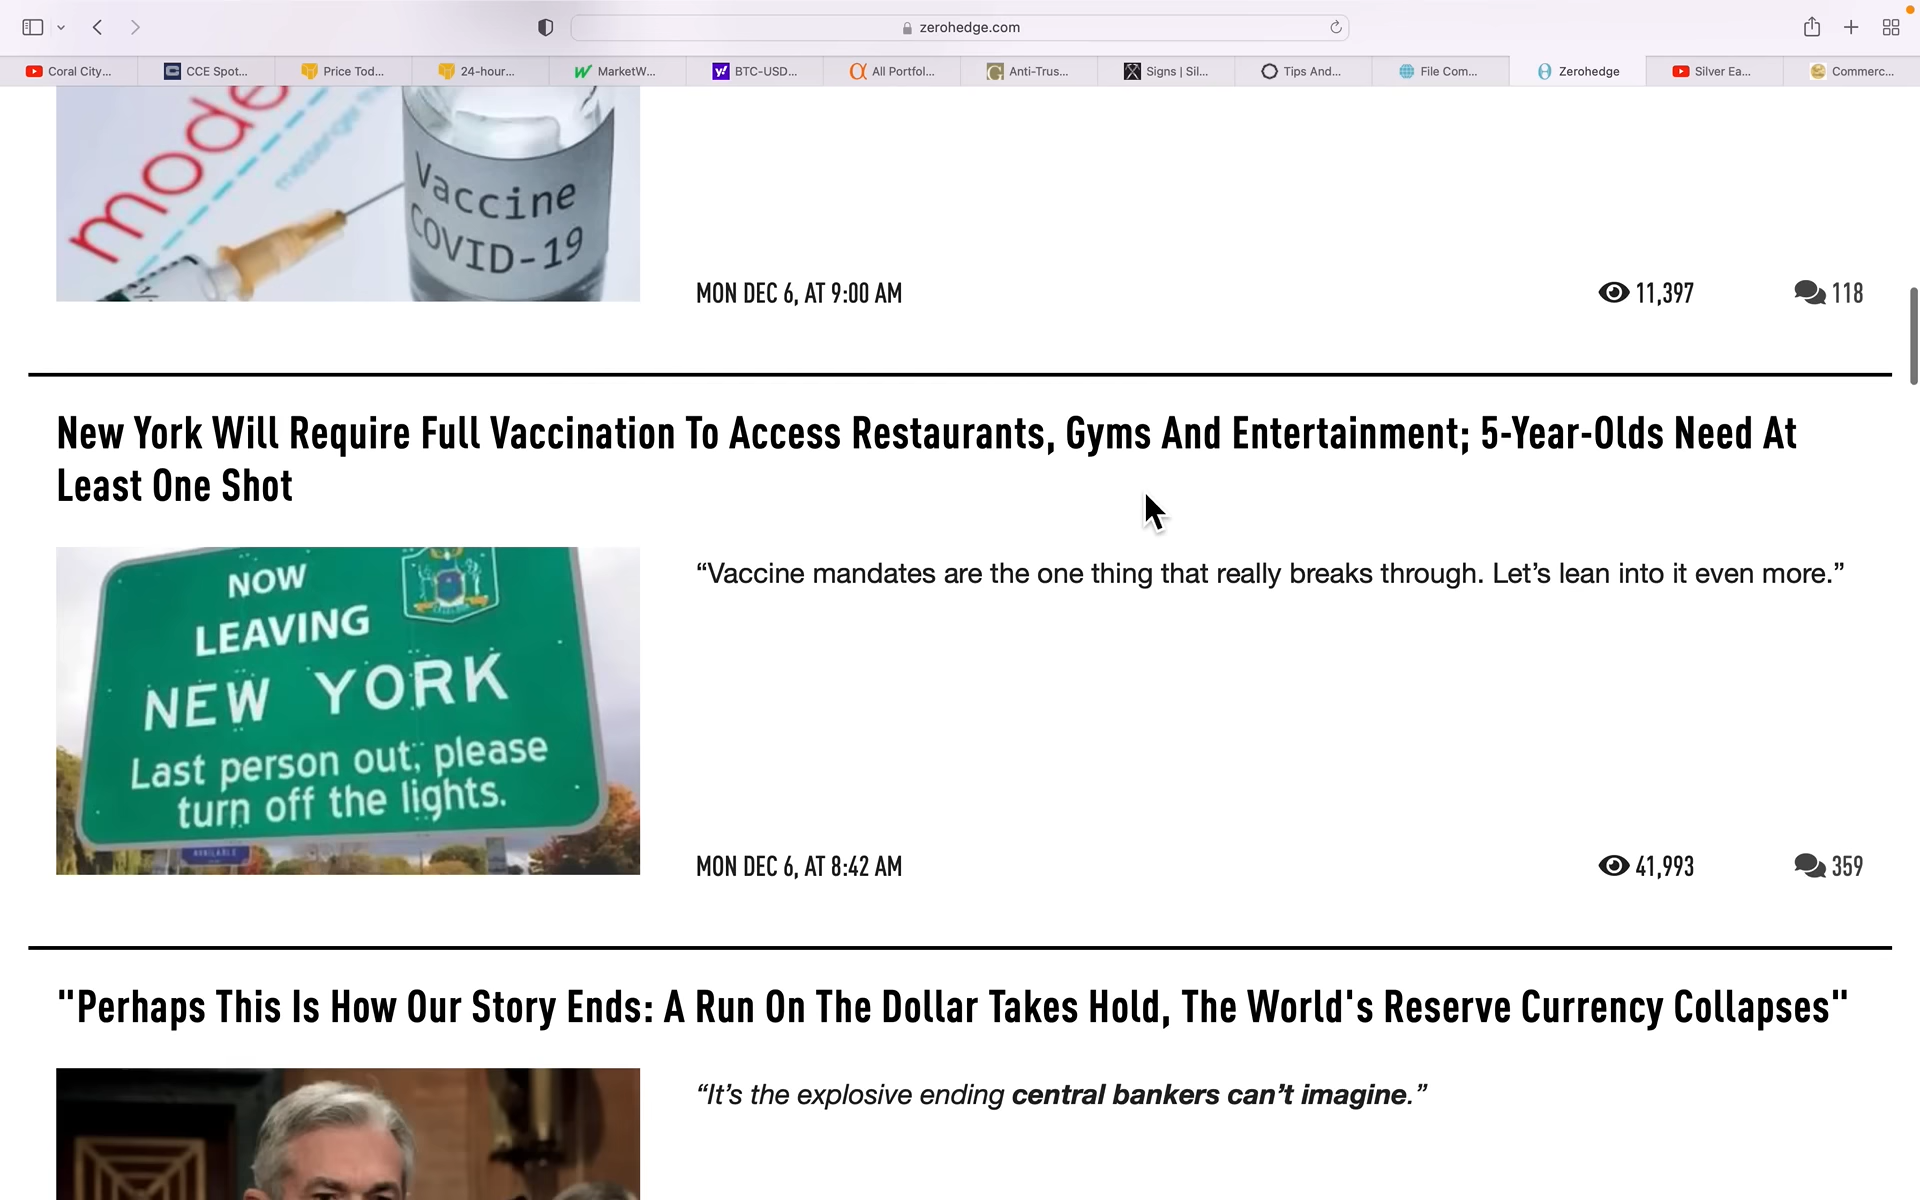 zerohedge.com
Coral City...
CCE Spot...
Price Tod...
24-hour...
MarketW...
BTC-USD...
All Portfol...
Anti-Trus...
Signs | Sil...
Tips And...
File Com...
Zerohedge
Silver Ea...
Commerc...
mode
messenger
Vaccine
COVID-19
MON DEC 6, AT 9:00 AM
11,397
118
New York Will Require Full Vaccination To Access Restaurants, Gyms And Entertainment; 5-Year-Olds Need At
Least One Shot
NOW
LEAVING
NEW YORK
Last person out, please
turn off the lights.
“Vaccine mandates are the one thing that really breaks through. Let’s lean into it even more.”
MON DEC 6, AT 8:42 AM
41,993
359
"Perhaps This Is How Our Story Ends: A Run On The Dollar Takes Hold, The World's Reserve Currency Collapses"
“It’s the explosive ending central bankers can’t imagine.”